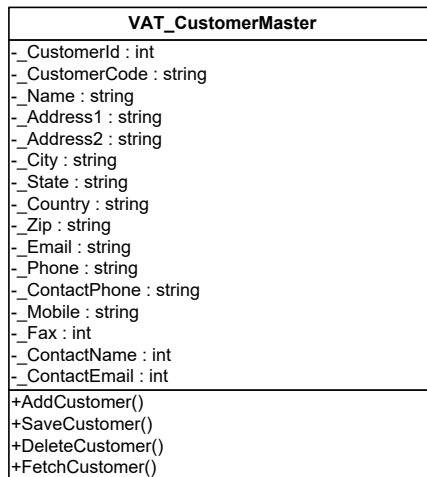 VAT_CustomerMaster
-_CustomerId : int
-_CustomerCode : string
-_Name : string
-_Address1 : string
-_Address2 : string
-_City : string
-_State : string
-_Country : string
-_Zip : string
-_Email : string
-_Phone : string
-_ContactPhone : string
-_Mobile : string
-_Fax : int
-_ContactName : int
-_ContactEmail : int
+AddCustomer()
+SaveCustomer()
+DeleteCustomer()
+FetchCustomer()